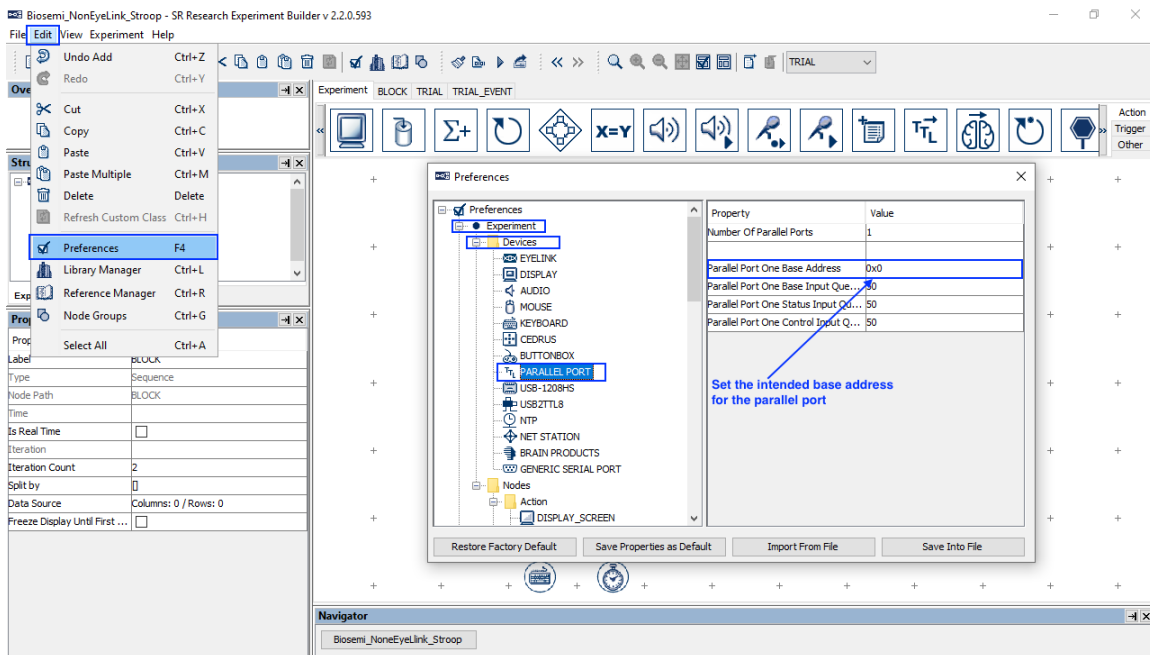 Biosemi_NonEyeLink_Stroop - SR Research Experiment Builder v 2.2.0.593
File Edit View Experiment Help
Undo Add Ctrl+Z
Redo Ctrl+Y
Cut Ctrl+X
Copy Ctrl+C
Paste Ctrl+V
Paste Multiple Ctrl+M
Delete Delete
Refresh Custom Class Ctrl+H
Preferences F4
Library Manager Ctrl+L
Reference Manager Ctrl+R
Node Groups Ctrl+G
Select All Ctrl+A
TRIAL
Ove
Stru
Exp
Prop
Prop
Label BLOCK
Type Sequence
Node Path BLOCK
Time
Is Real Time
Iteration
Iteration Count 2
Split by []
Data Source Columns: 0 / Rows: 0
Freeze Display Until First ...
Experiment BLOCK TRIAL TRIAL_EVENT
Σ+
X=Y
TTL
Action
Trigger
Other
Preferences
Preferences
Experiment
Devices
EYELINK
DISPLAY
AUDIO
MOUSE
KEYBOARD
CEDRUS
BUTTONBOX
PARALLEL PORT
USB-1208HS
USB2TTL8
NTP
NET STATION
BRAIN PRODUCTS
GENERIC SERIAL PORT
Nodes
Action
DISPLAY_SCREEN
Property Value
Number Of Parallel Ports 1
Parallel Port One Base Address 0x0
Parallel Port One Base Input Que... 50
Parallel Port One Status Input Qu... 50
Parallel Port One Control Input Q... 50
Set the intended base address
for the parallel port
Restore Factory Default Save Properties as Default Import From File Save Into File
Navigator
Biosemi_NoneEyeLlink_Stroop